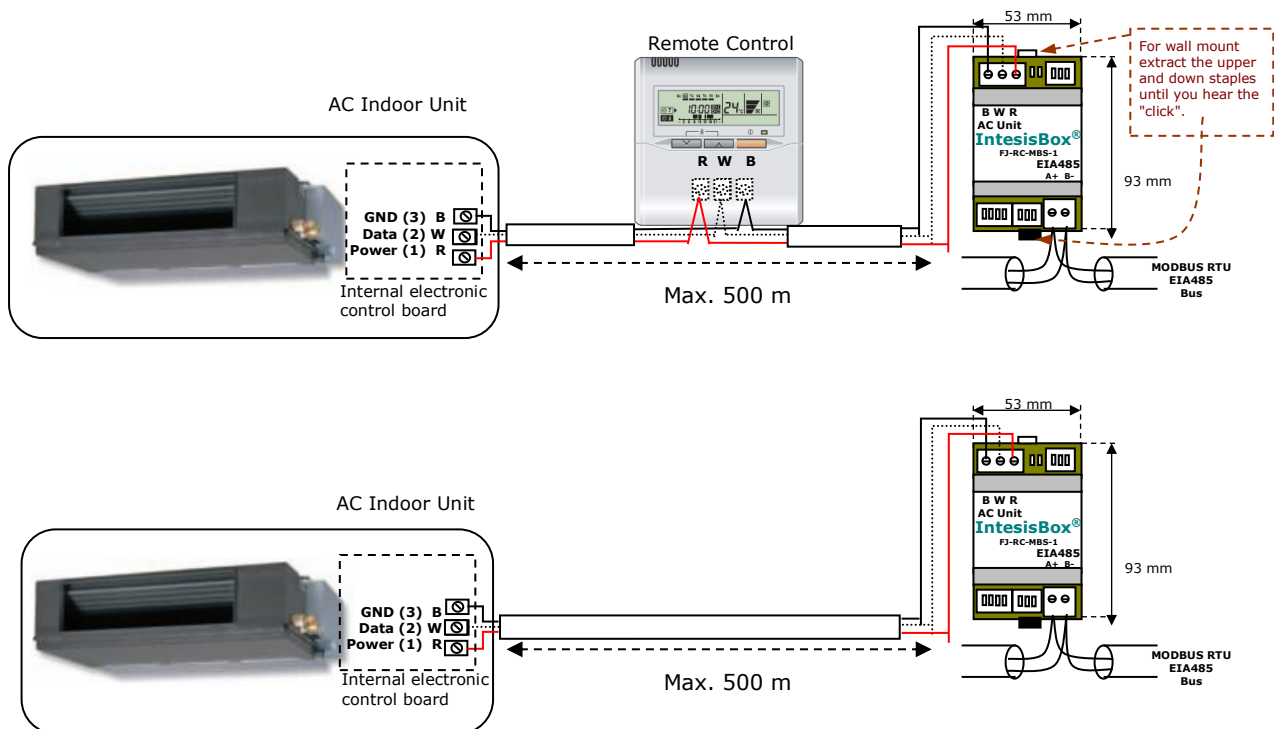 53 mm
Remote Control
For wall mount
extract the upper
and down staples
until you hear the
"click".
AC Indoor Unit
10:00
24°C
B W R
AC Unit
IntesisBox®
FJ-RC-MBS-1
EIA485
A+ B-
R W B
93 mm
GND (3) B
Data (2) W
Power (1) R
Internal electronic
control board
Max. 500 m
MODBUS RTU
EIA485
Bus
53 mm
AC Indoor Unit
B W R
AC Unit
IntesisBox®
FJ-RC-MBS-1
EIA485
A+ B-
93 mm
GND (3) B
Data (2) W
Power (1) R
Internal electronic
control board
Max. 500 m
MODBUS RTU
EIA485
Bus